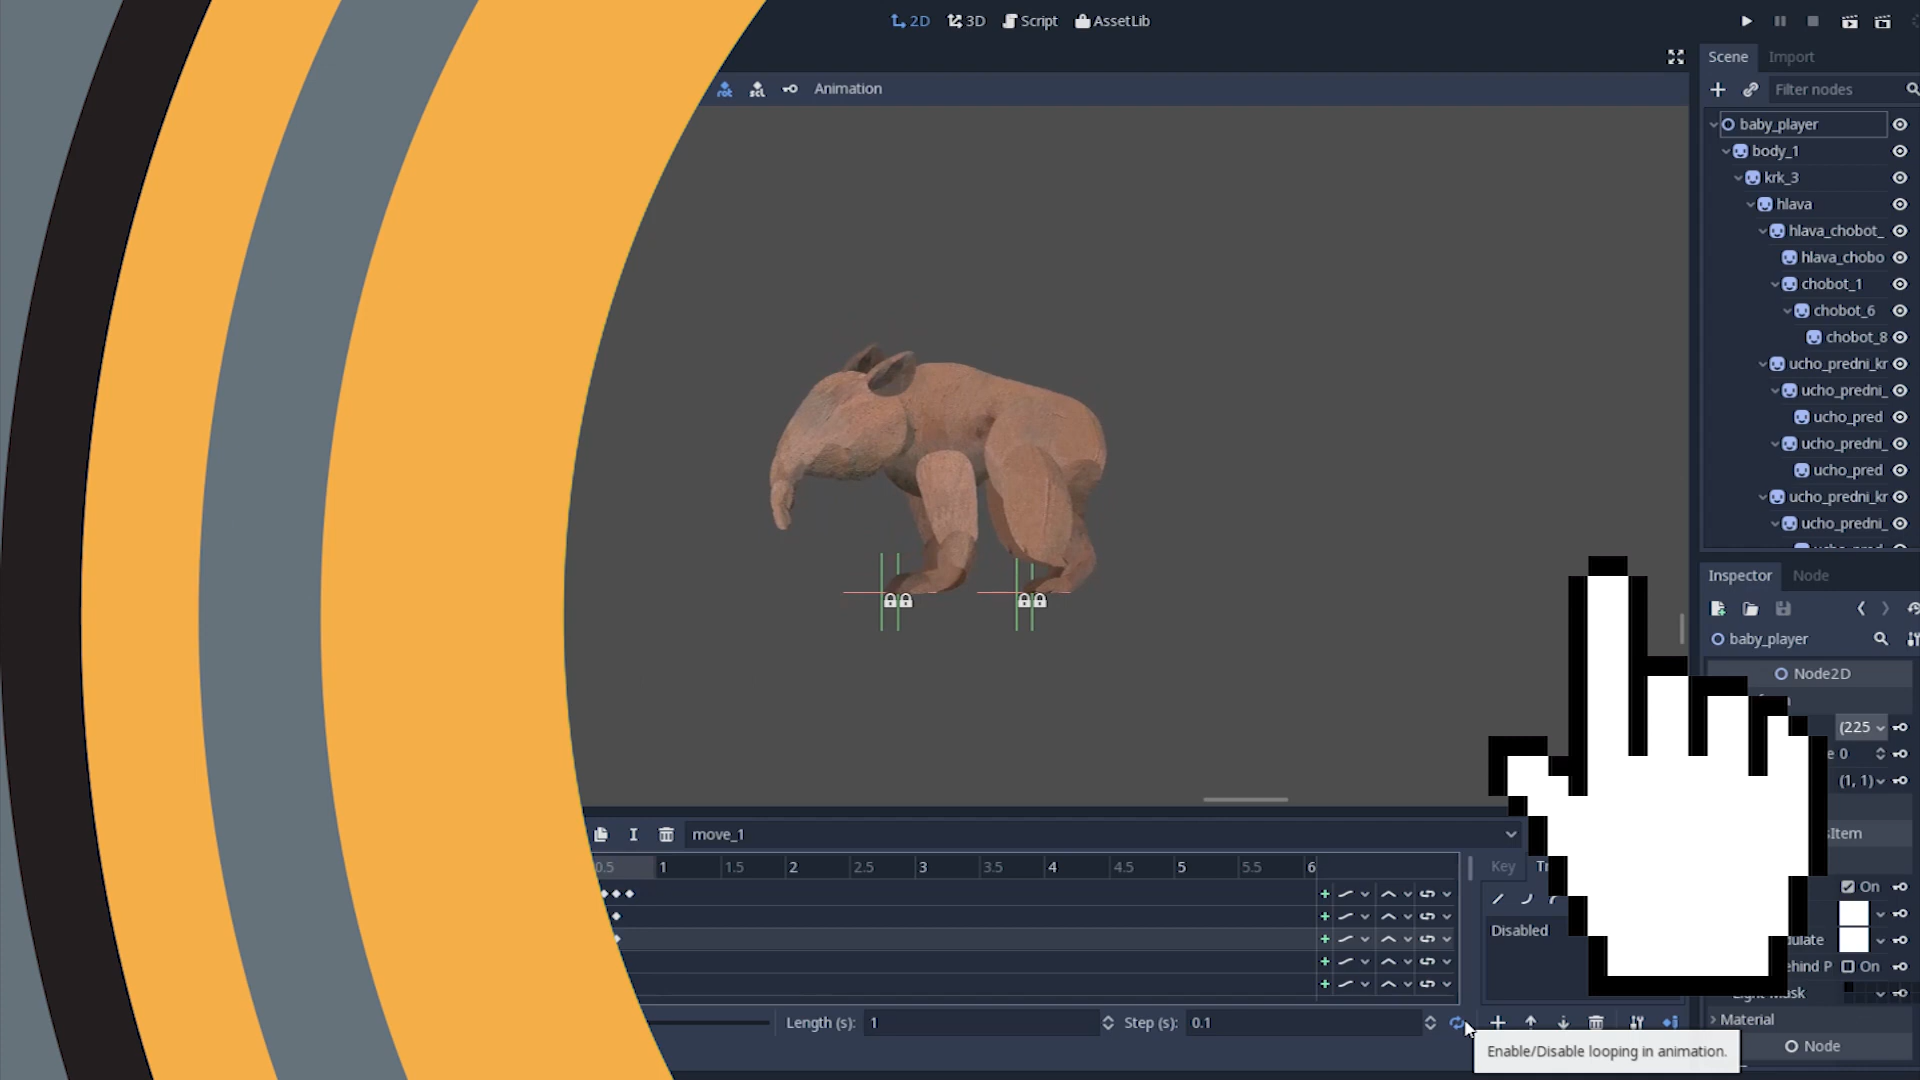 2D 3D Script AssetLib
Scene Import
Animation
Filter nodes
baby_player
body_1
krk_3
hlava
hlava_chobot_
hlava_chobo
chobot_1
chobot_6
chobot_8
ucho_predni_kr
ucho_predni_
ucho_pred
ucho_predni_
ucho_pred
ucho_predni_kr
ucho_predni_
Inspector Node
baby_player
Node2D
(225
e 0
(1, 1)
Item
On
ulate
ehind P On
Mask
Material
Node
move_1
0.5 1 1.5 2 2.5 3 3.5 4 4.5 5 5.5 6
Key
Disabled
Length (s): 1 Step (s): 0.1
Enable/Disable looping in animation.